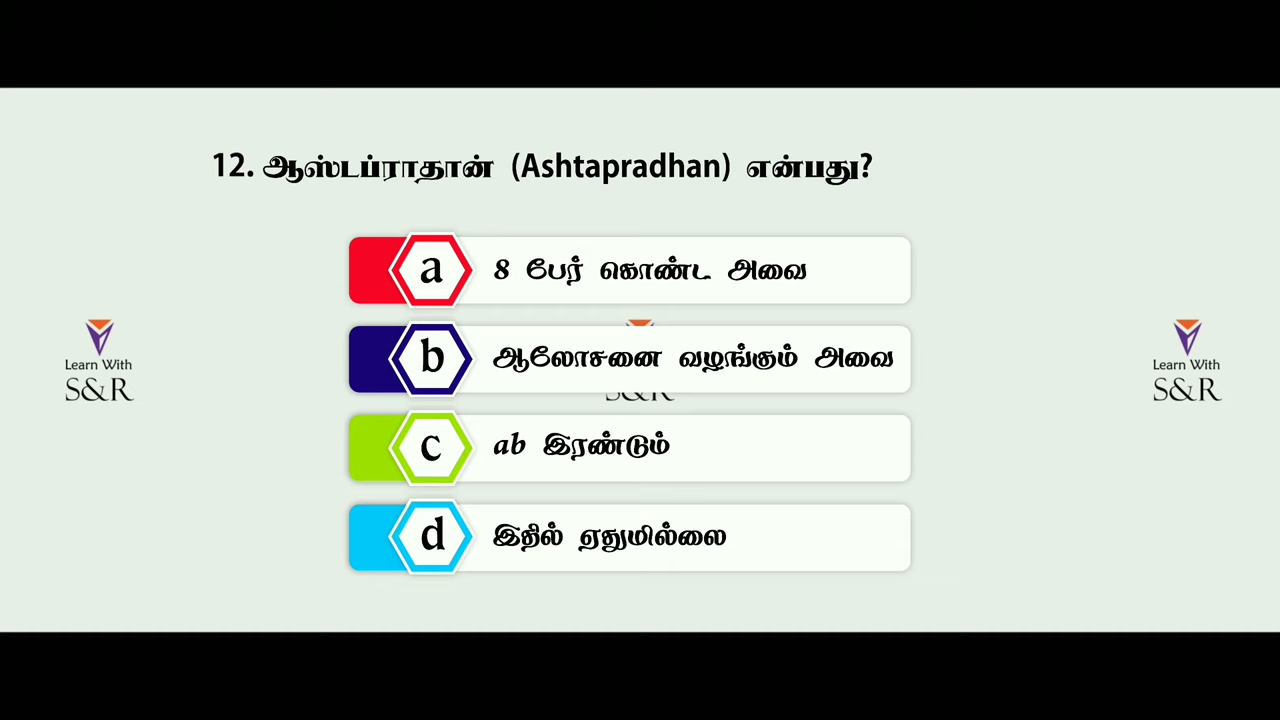 12. ஆஸ்டப்ராதான் (Ashtapradhan) என்பது?
a 8 பேர் கொண்ட அவை
b ஆலோசனை வழங்கும் அவை
Learn With
S&R
Learn With
S&R
S&R
c ab இரண்டும்
d இதில் ஏதுமில்லை